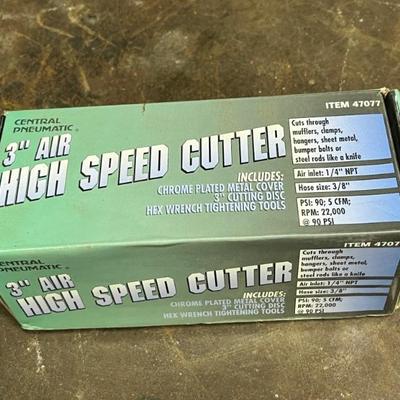 CENTRAL
PNEUMATIC®
3" AIR
HIGH SPEED CUTTER
INCLUDES:
CHROME PLATED METAL COVER
3" CUTTING DISC
HEX WRENCH TIGHTENING TOOLS
ITEM 47077
Cuts through
mufflers, clamps,
hangers, sheet metal,
bumper bolts or
steel rods like a knife
Air inlet: 1/4" NPT
Hose size: 3/8"
PSI: 90; 5 CFM;
RPM: 22,000
@ 90 PSI
CENTRAL
PNEUMATIC®
3" AIR
HIGH SPEED CUTTER
INCLUDES:
CHROME PLATED METAL COVER
3" CUTTING DISC
HEX WRENCH TIGHTENING TOOLS
ITEM 4707
Cuts through
mufflers, clamps,
hangers, sheet metal,
bumper bolts or
steel rods like a knife
Air inlet: 1/4" NPT
Hose size: 3/8"
PSI: 90; 5 CFM;
RPM: 22,000
@ 90 PSI